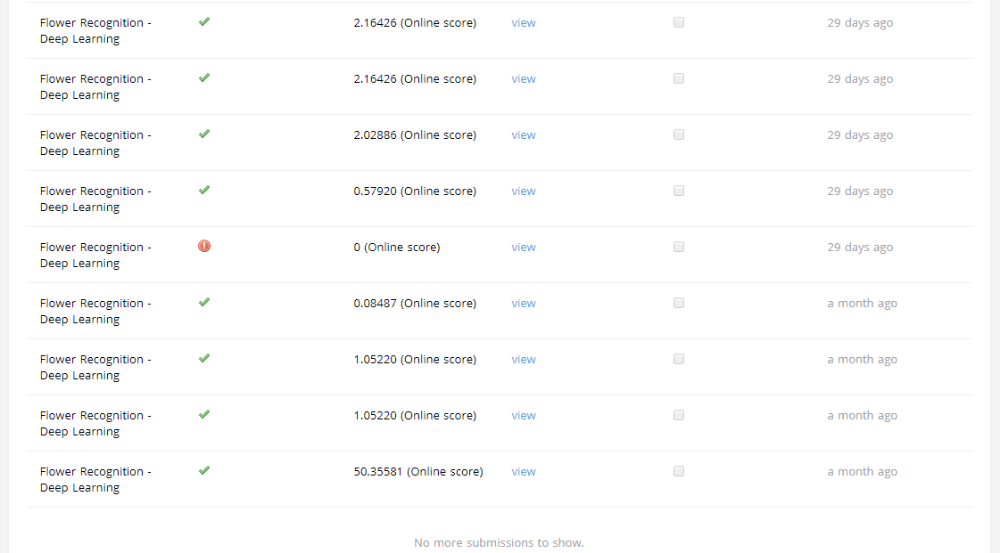 Flower Recognition - 2.16426 (Online score) view 29 days ago
Deep Learning
Flower Recognition - 2.16426 (Online score) view 29 days ago
Deep Learning
Flower Recognition - 2.02886 (Online score) view 29 days ago
Deep Learning
Flower Recognition - 0.57920 (Online score) view 29 days ago
Deep Learning
Flower Recognition - 0 (Online score) view 29 days ago
Deep Learning
Flower Recognition - 0.08487 (Online score) view a month ago
Deep Learning
Flower Recognition - 1.05220 (Online score) view a month ago
Deep Learning
Flower Recognition - 1.05220 (Online score) view a month ago
Deep Learning
Flower Recognition - 50.35581 (Online score) view a month ago
Deep Learning
No more submissions to show.